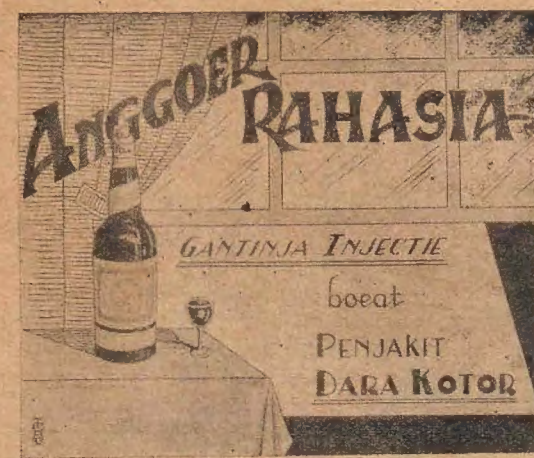 ANGGOER
RAHASIA
GANTINJA INJECTIE
boeat
PENJAKIT
DARA KOTOR